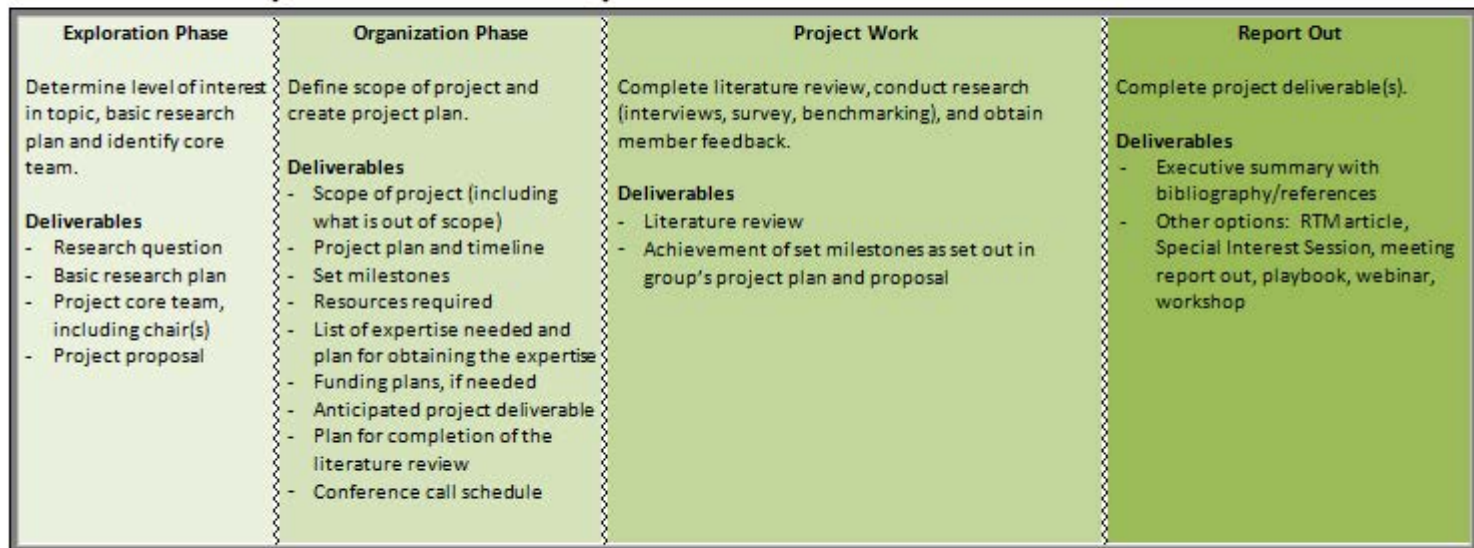 Exploration Phase
Determine level of interest
in topic, basic research
plan and identify core
team.
Deliverables
- Research question
- Basic research plan
- Project core team,
including chair(s)
- Project proposal
Organization Phase
Define scope of project and
create project plan.
Deliverables
- Scope of project (including
what is out of scope)
- Project plan and timeline
- Set milestones
- Resources required
- List of expertise needed and
plan for obtaining the expertise
- Funding plans, if needed
- Anticipated project deliverable
- Plan for completion of the
literature review
- Conference call schedule
Project Work
Complete literature review, conduct research
(interviews, survey, benchmarking), and obtain
member feedback.
Deliverables
- Literature review
- Achievement of set milestones as set out in
group's project plan and proposal
Report Out
Complete project deliverable(s).
Deliverables
- Executive summary with
bibliography/references
- Other options: RTM article,
Special Interest Session, meeting
report out, playbook, webinar,
workshop